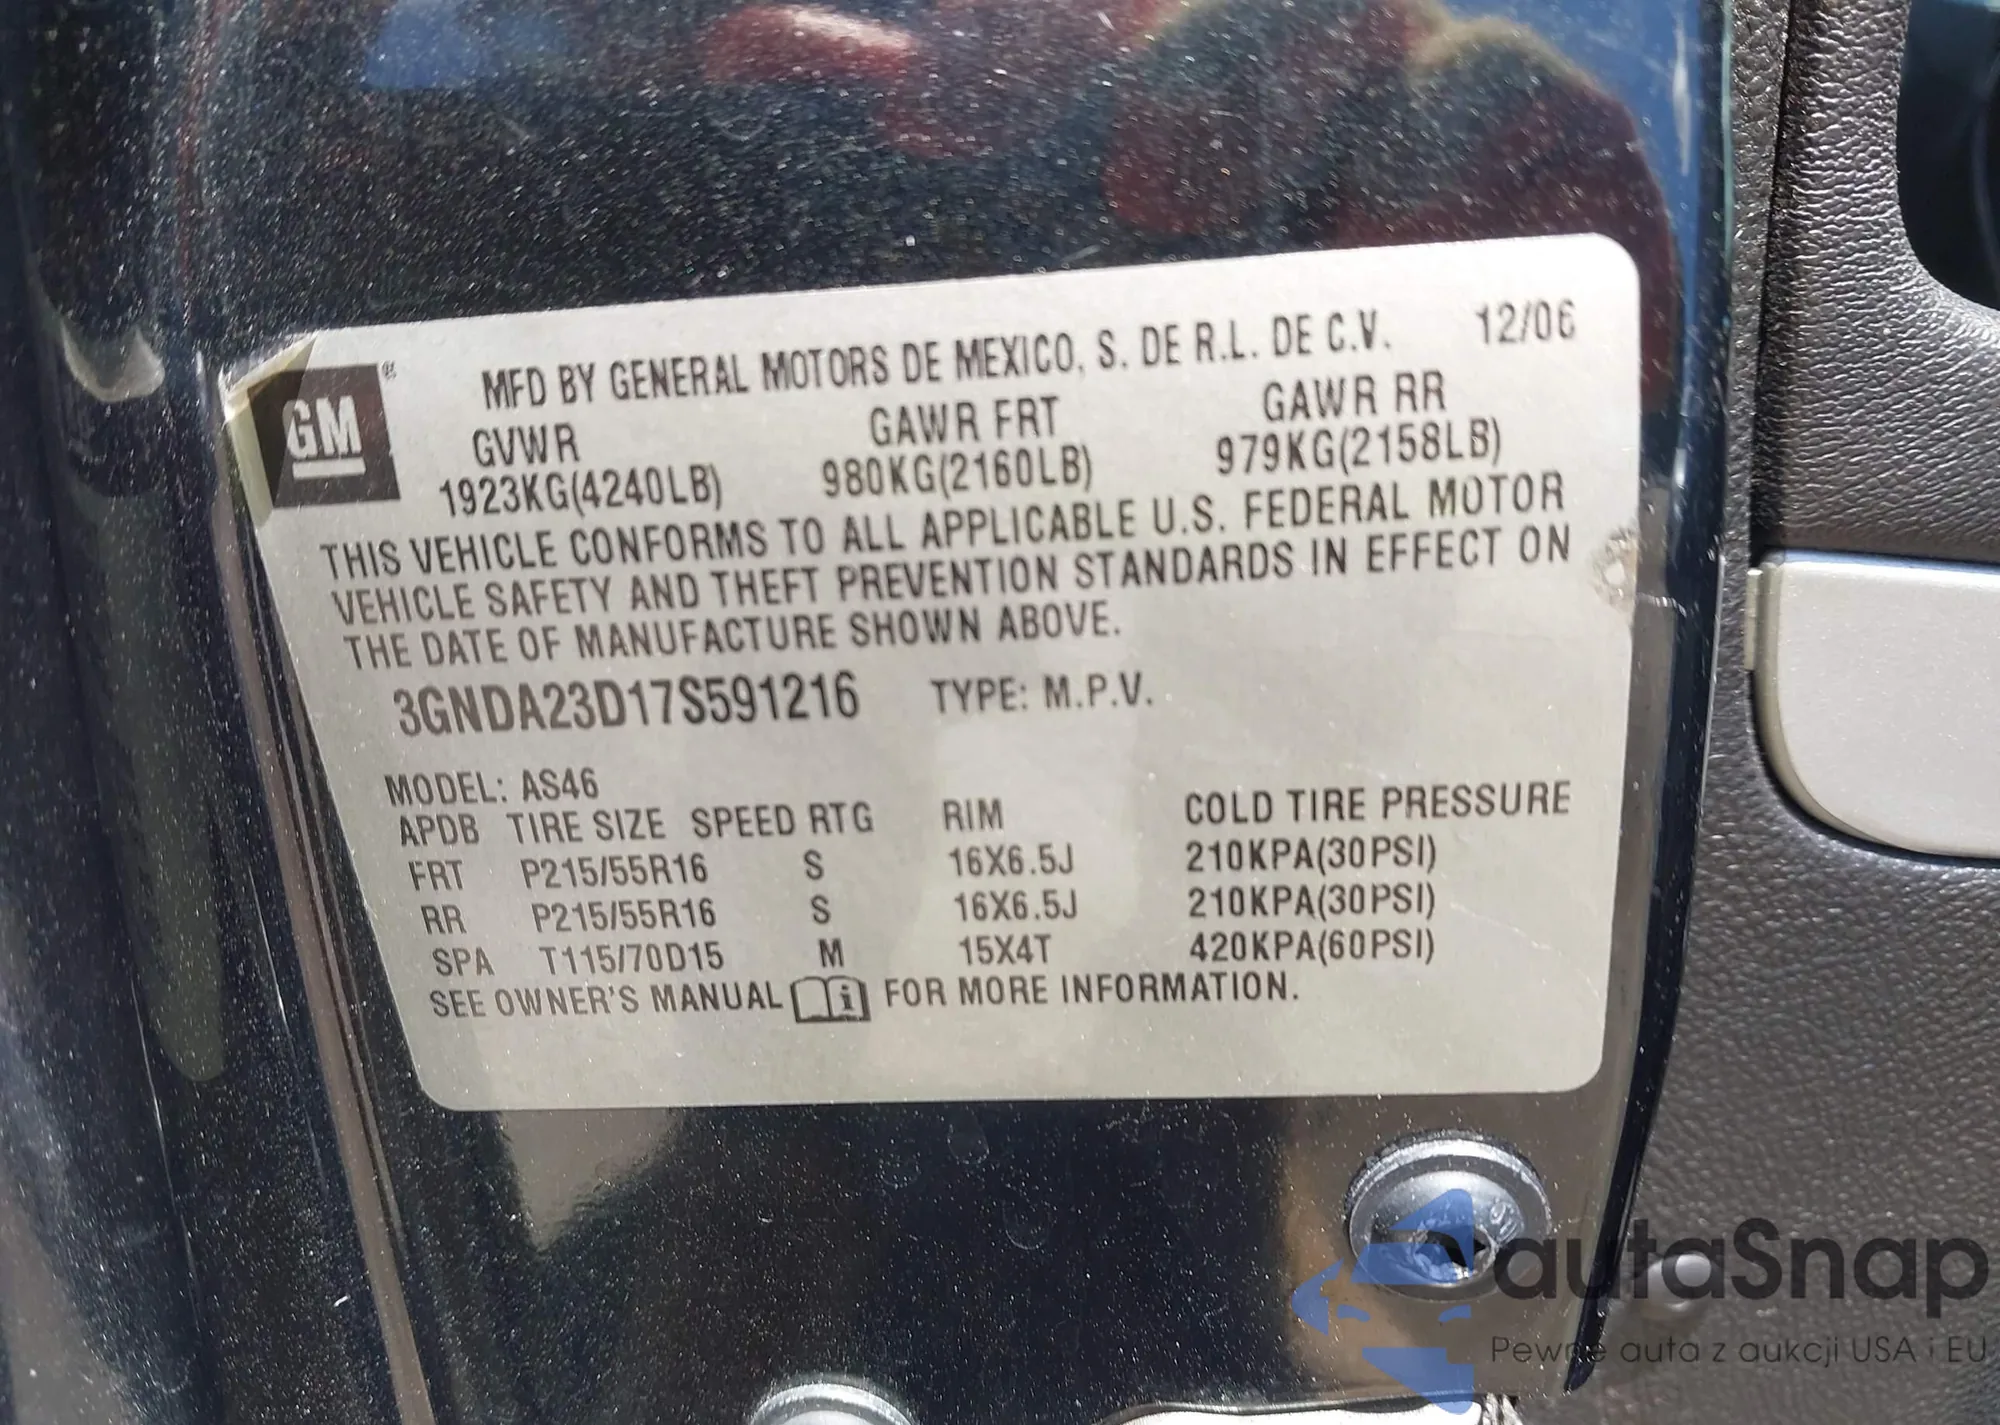 MFD BY GENERAL MOTORS DE MEXICO, S. DE R.L. DE C.V. 12/06
GM ®
GVWR GAWR FRT GAWR RR
1923KG(4240LB) 980KG(2160LB) 979KG(2158LB)
THIS VEHICLE CONFORMS TO ALL APPLICABLE U.S. FEDERAL MOTOR
VEHICLE SAFETY AND THEFT PREVENTION STANDARDS IN EFFECT ON
THE DATE OF MANUFACTURE SHOWN ABOVE.
3GNDA23D17S591216 TYPE: M.P.V.
MODEL: AS46
APDB TIRE SIZE SPEED RTG RIM COLD TIRE PRESSURE
FRT P215/55R16 S 16X6.5J 210KPA(30PSI)
RR P215/55R16 S 16X6.5J 210KPA(30PSI)
SPA T115/70D15 M 15X4T 420KPA(60PSI)
SEE OWNER'S MANUAL i FOR MORE INFORMATION.
autaSnap
Pewne auta z aukcji USA i EU